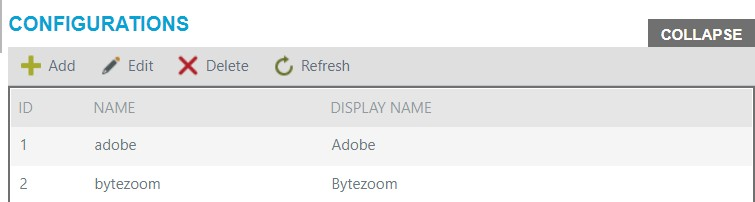 CONFIGURATIONS
COLLAPSE
Add Edit Delete Refresh
ID NAME DISPLAY NAME
1 adobe Adobe
2 bytezoom Bytezoom